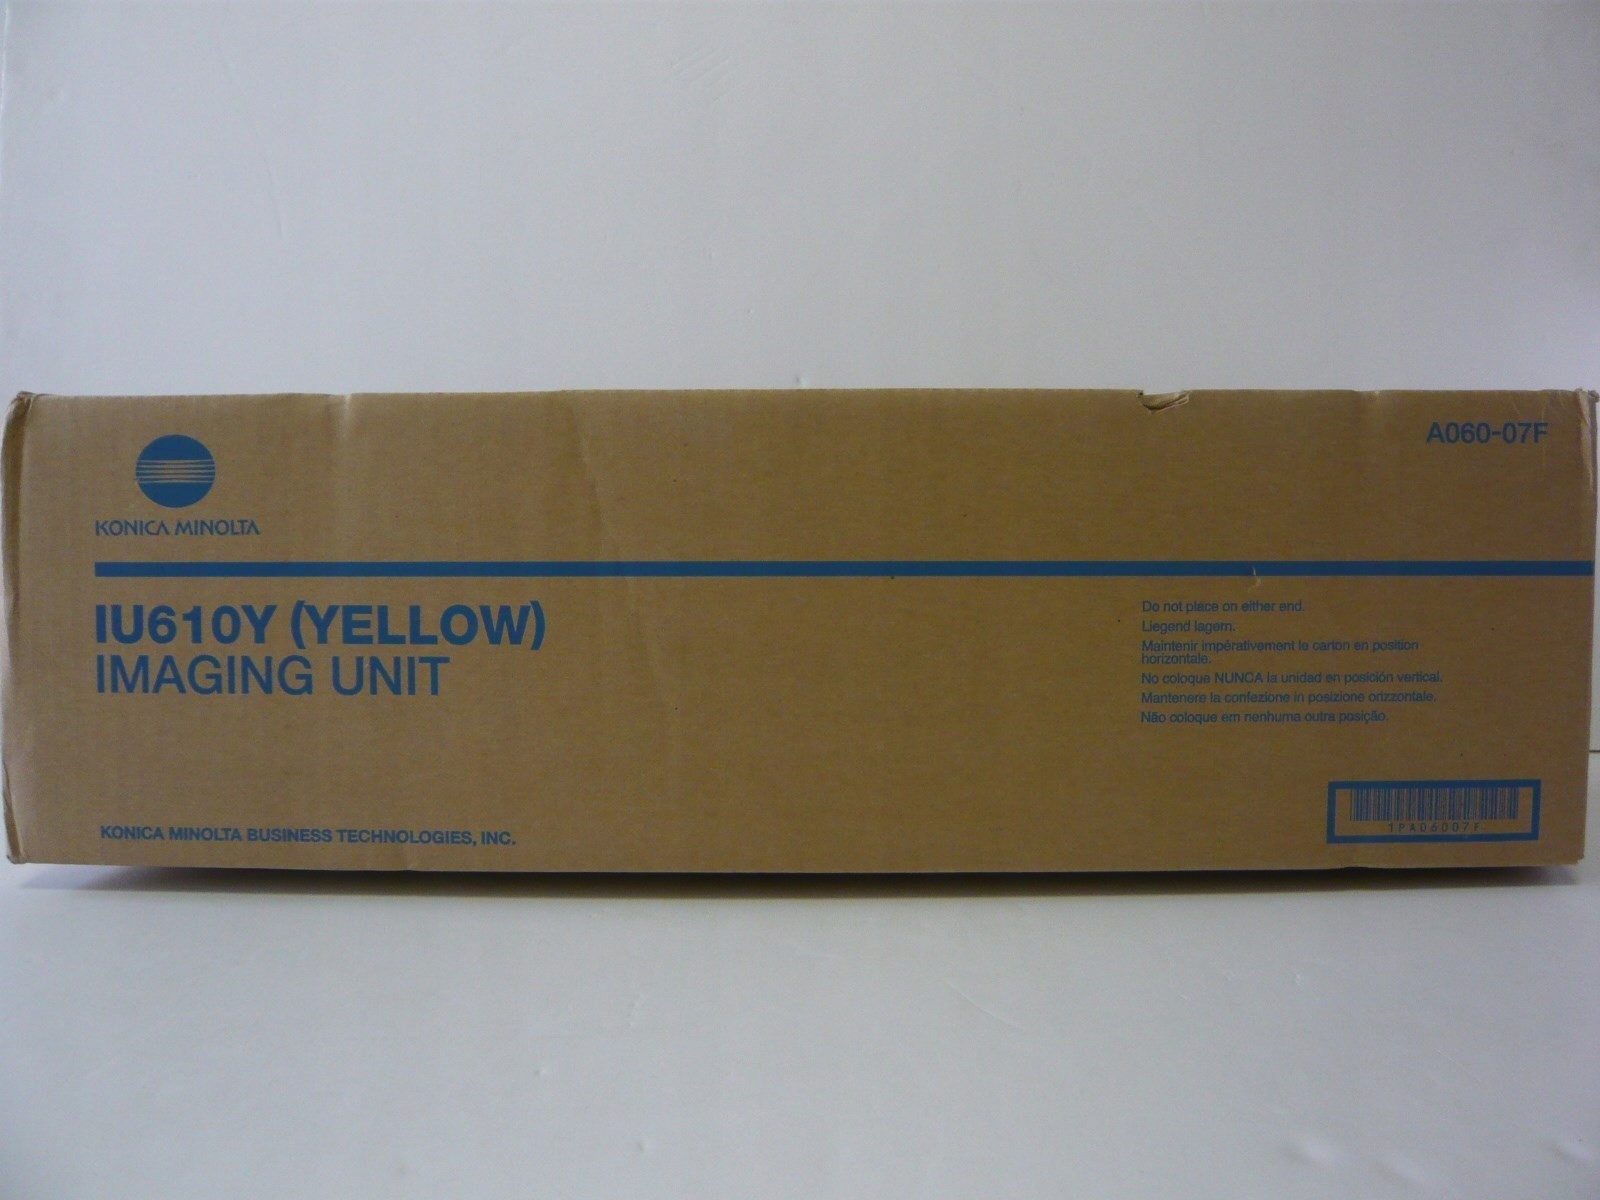 A060-07F
KONICA MINOLTA
IU610Y (YELLOW)
IMAGING UNIT
Do not place on either end.
Liegend lagern.
Maintenir impérativement le carton en position
horizontale.
No coloque NUNCA la unidad en posición vertical.
Mantenere la confezione in posizione orizzontale.
Não coloque em nenhuma outra posição.
KONICA MINOLTA BUSINESS TECHNOLOGIES, INC.
1PA06007F